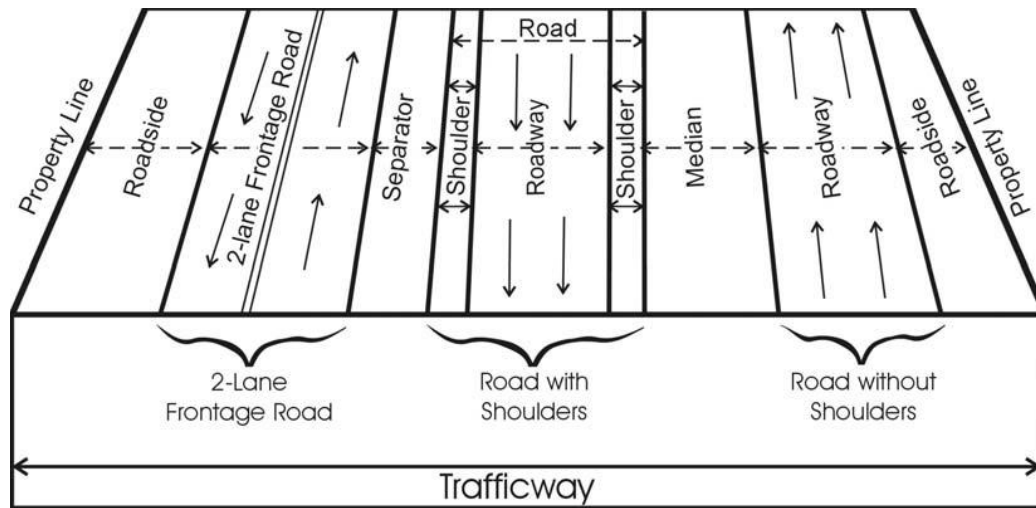 Road
Property Line
Roadside
2-lane Frontage Road
Separator
Shoulder
Roadway
Shoulder
Median
Roadway
Roadside
Property Line
2-Lane
Frontage Road
Road with
Shoulders
Road without
Shoulders
Trafficway